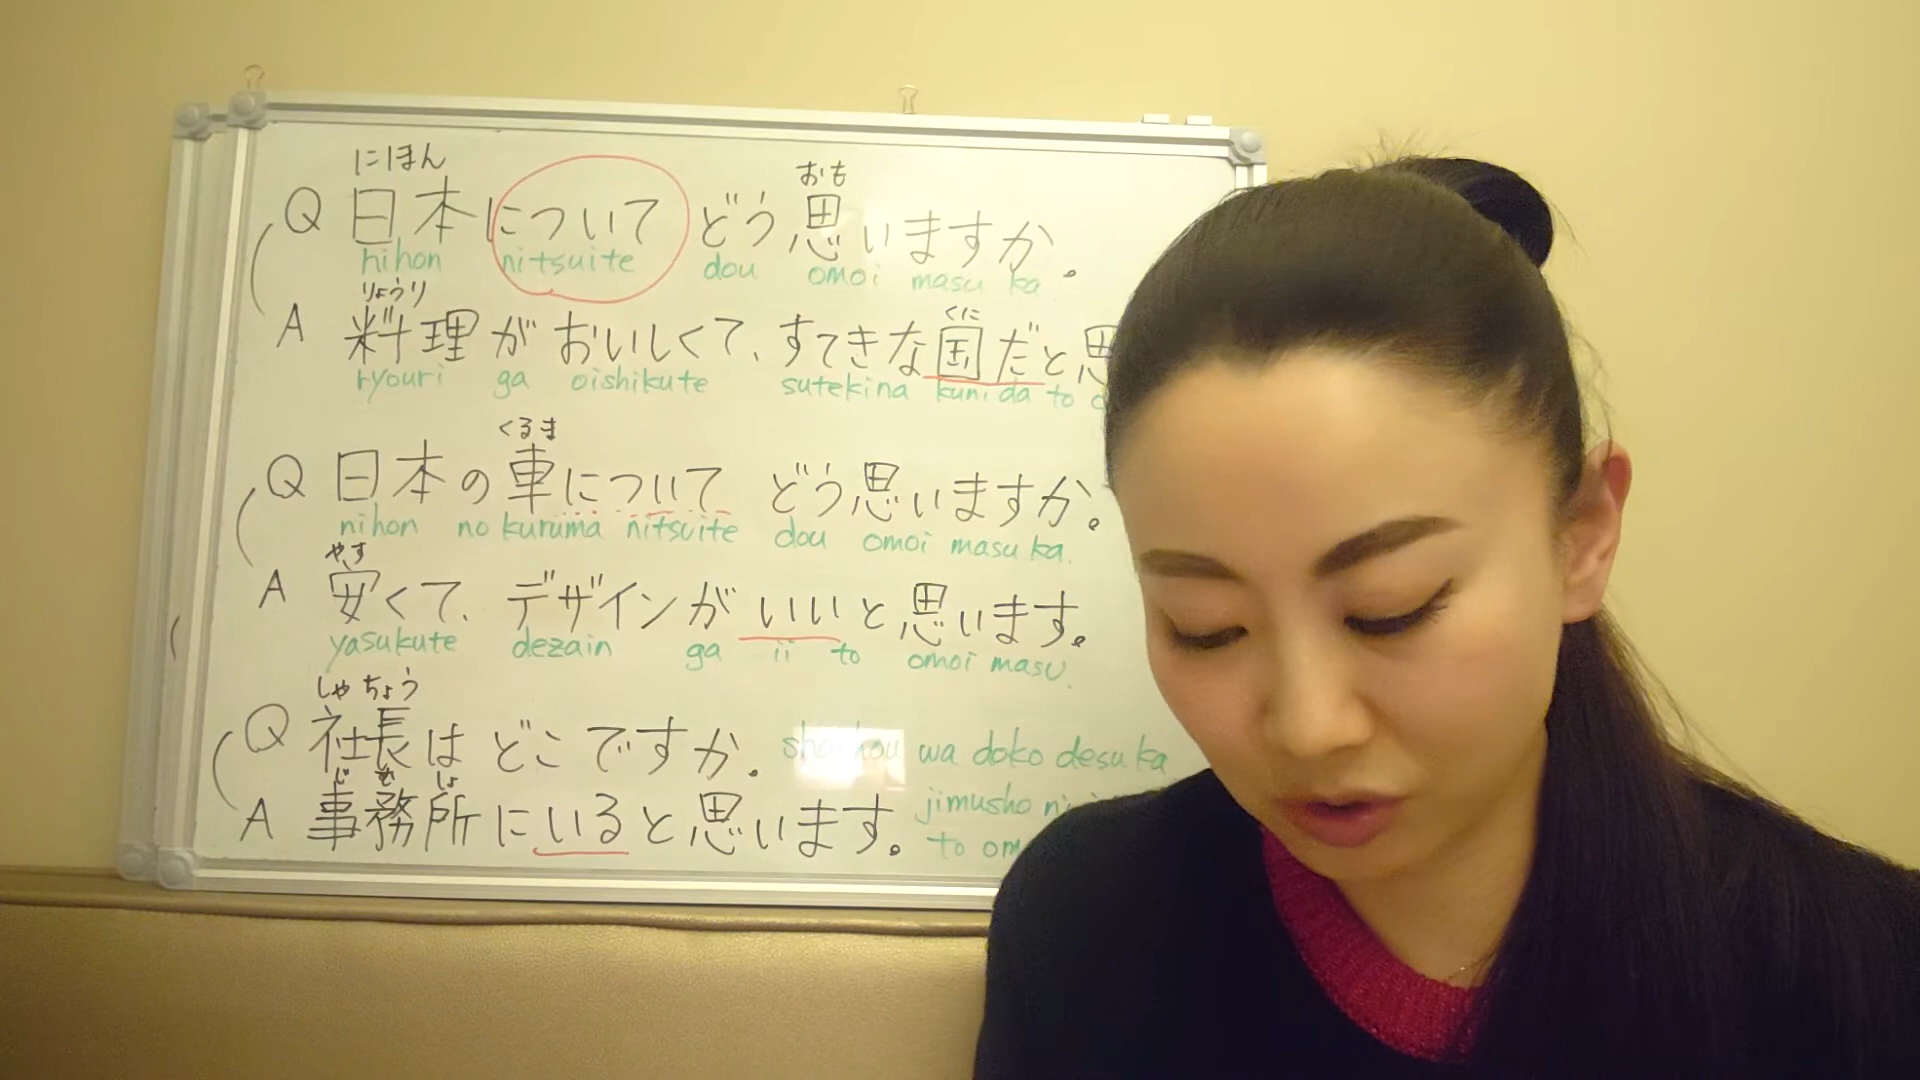 にほん おも
Q 日本について どう思いますか。
nihon nitsuite dou omoi masu ka
りょうり くに
A 料理がおいしくて、すてきな国だと思
ryouri ga oishikute sutekina kuni da to
くるま
Q 日本の車について どう思いますか。
nihon no kuruma nitsuite dou omoi masu ka.
やす
A 安くて、デザインがいいと思います。
yasukute dezain ga ii to omoi masu.
しゃちょう
Q 社長は どこですか。 wa doko desu ka
じむしょ
A 事務所にいると思います。 jimusho
to